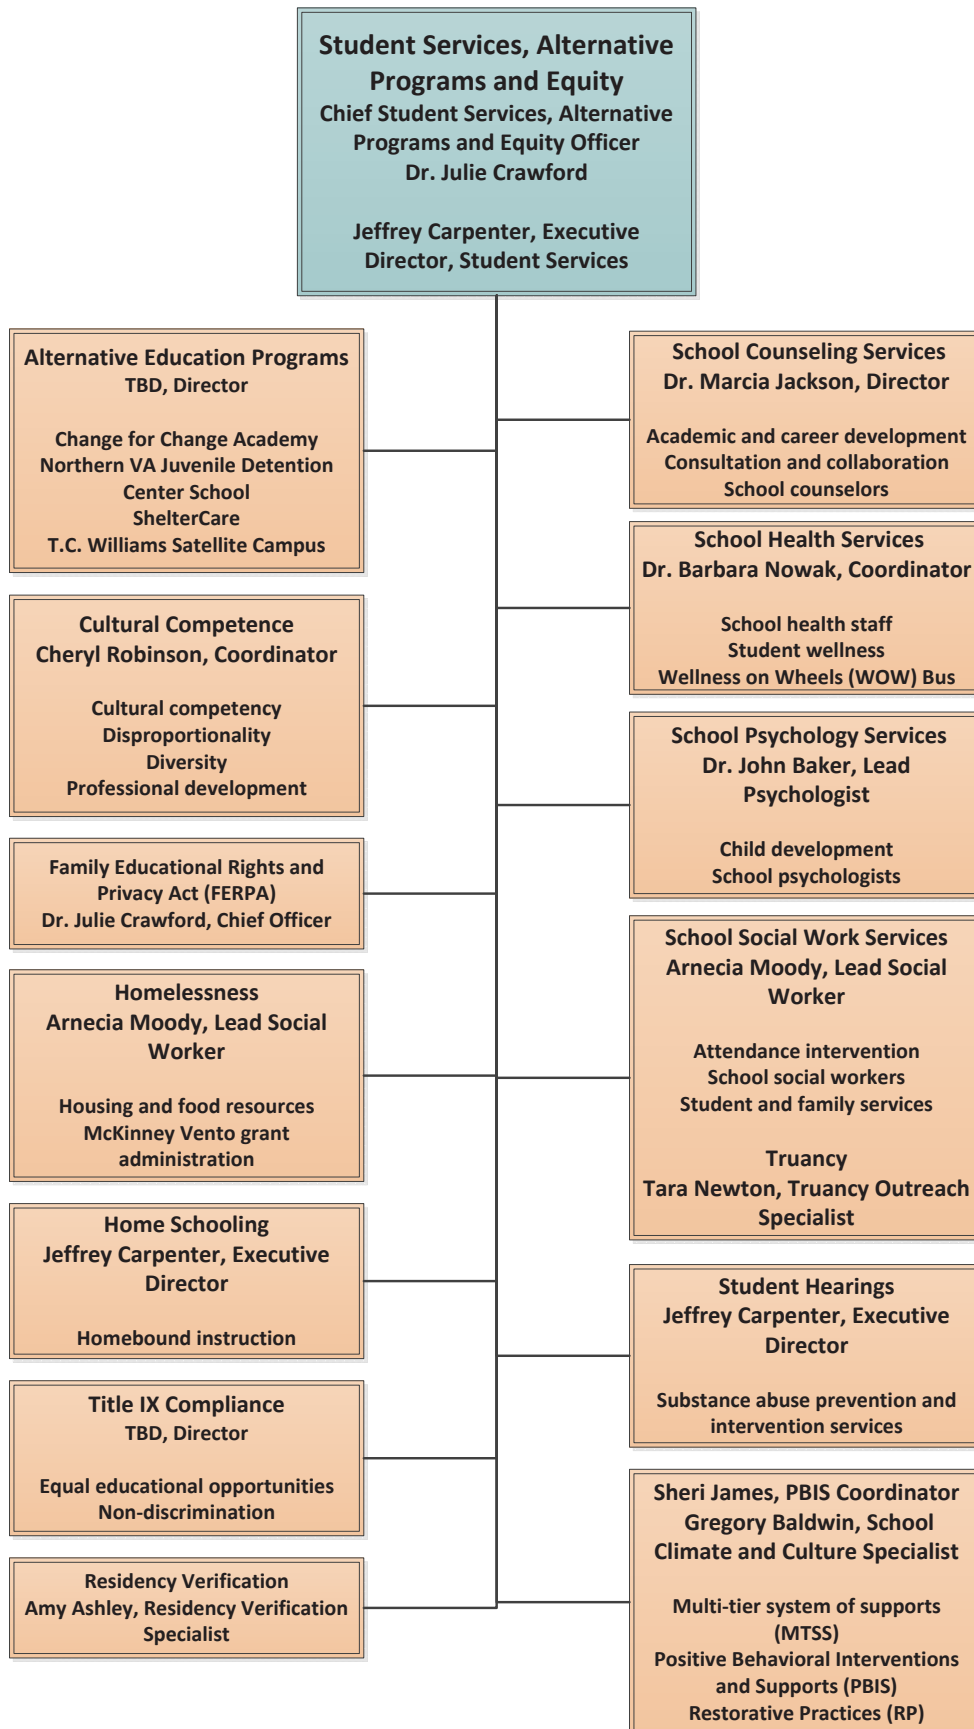 Student Services, Alternative
Programs and Equity
Chief Student Services, Alternative
Programs and Equity Officer
Dr. Julie Crawford
Jeffrey Carpenter, Executive
Director, Student Services
Alternative Education Programs
TBD, Director
Change for Change Academy
Northern VA Juvenile Detention
Center School
ShelterCare
T.C. Williams Satellite Campus
Cultural Competence
Cheryl Robinson, Coordinator
Cultural competency
Disproportionality
Diversity
Professional development
Family Educational Rights and
Privacy Act (FERPA)
Dr. Julie Crawford, Chief Officer
Homelessness
Arnecia Moody, Lead Social
Worker
Housing and food resources
McKinney Vento grant
administration
Home Schooling
Jeffrey Carpenter, Executive
Director
Homebound instruction
Title IX Compliance
TBD, Director
Equal educational opportunities
Non-discrimination
Residency Verification
Amy Ashley, Residency Verification
Specialist
School Counseling Services
Dr. Marcia Jackson, Director
Academic and career development
Consultation and collaboration
School counselors
School Health Services
Dr. Barbara Nowak, Coordinator
School health staff
Student wellness
Wellness on Wheels (WOW) Bus
School Psychology Services
Dr. John Baker, Lead
Psychologist
Child development
School psychologists
School Social Work Services
Arnecia Moody, Lead Social
Worker
Attendance intervention
School social workers
Student and family services
Truancy
Tara Newton, Truancy Outreach
Specialist
Student Hearings
Jeffrey Carpenter, Executive
Director
Substance abuse prevention and
intervention services
Sheri James, PBIS Coordinator
Gregory Baldwin, School
Climate and Culture Specialist
Multi-tier system of supports
(MTSS)
Positive Behavioral Interventions
and Supports (PBIS)
Restorative Practices (RP)